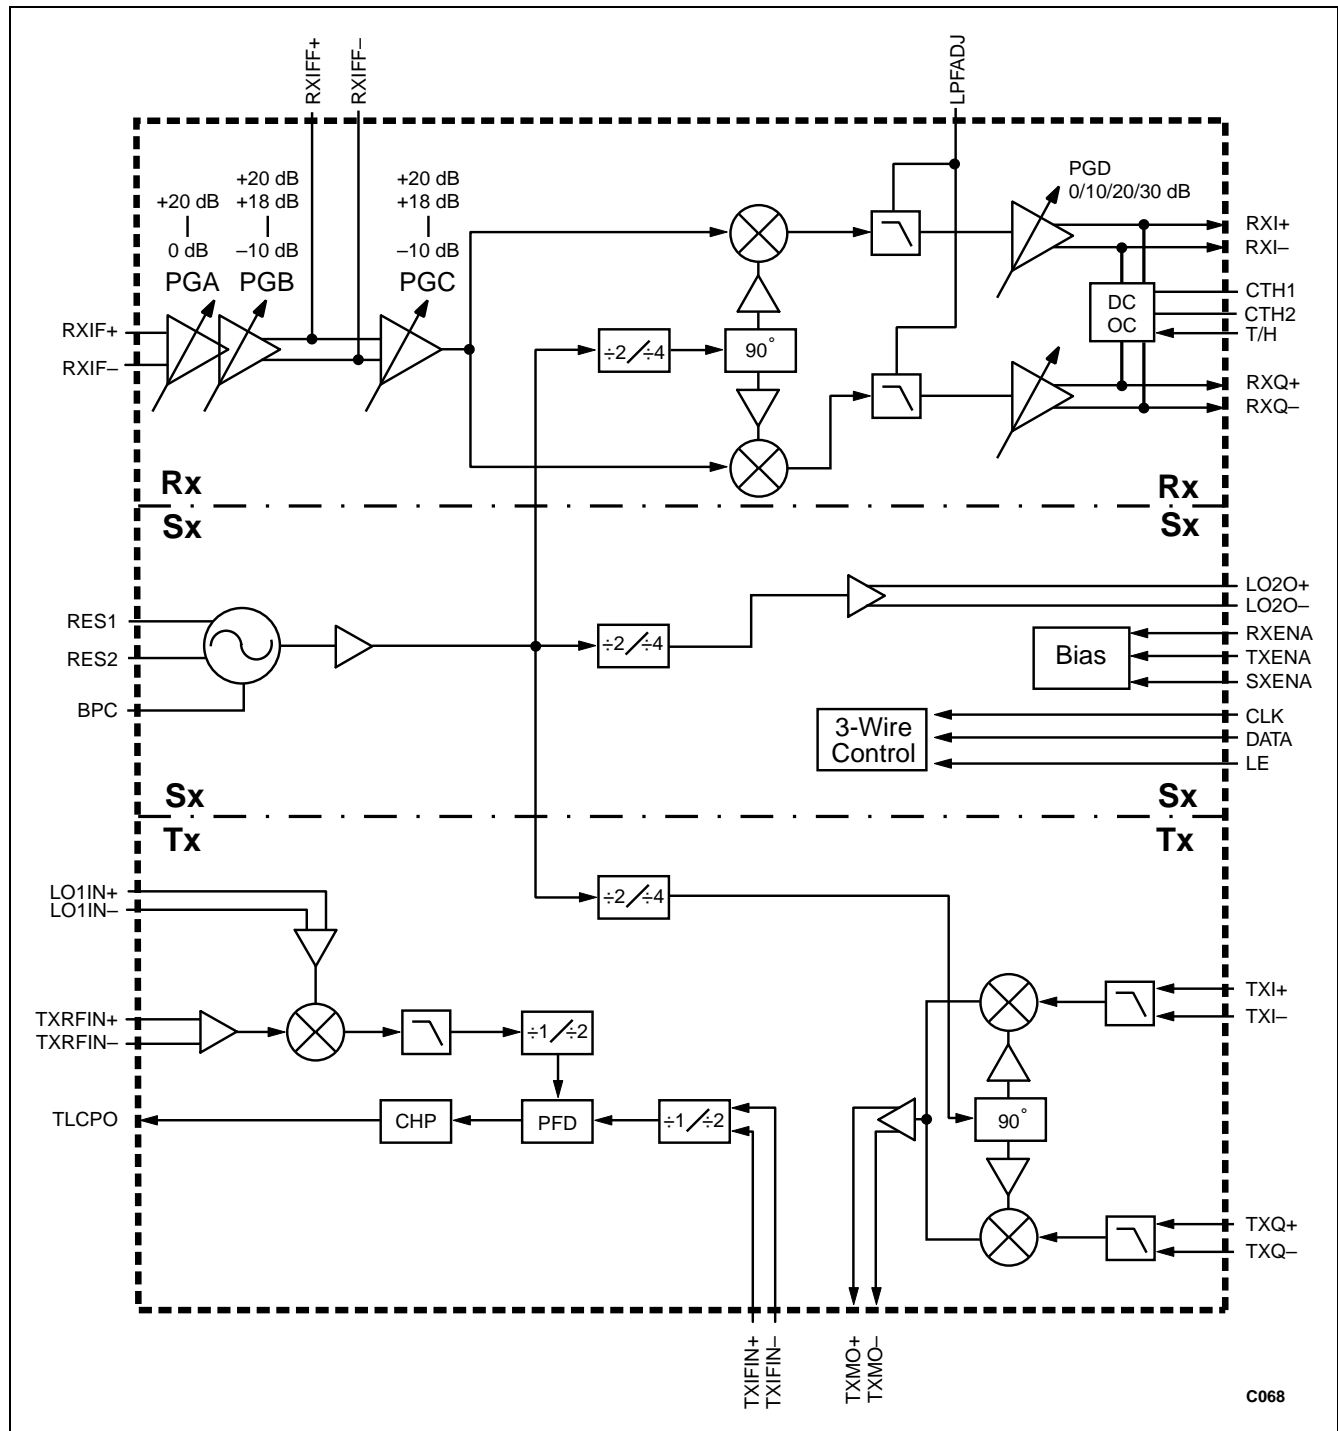 RXIFF+
RXIFF–
LPFADJ
+20 dB
0 dB
PGA
+20 dB
+18 dB
–10 dB
PGB
+20 dB
+18 dB
–10 dB
PGC
PGD
0/10/20/30 dB
RXIF+
RXIF–
÷2/÷4
90°
DC
OC
RXI+
RXI–
CTH1
CTH2
T/H
RXQ+
RXQ–
Rx
Rx
Sx
Sx
RES1
RES2
BPC
÷2/÷4
LO2O+
LO2O–
Bias
RXENA
TXENA
SXENA
3-Wire
Control
CLK
DATA
LE
Sx
Sx
Tx
Tx
LO1IN+
LO1IN–
÷2/÷4
TXRFIN+
TXRFIN–
÷1/÷2
TXI+
TXI–
TLCPO
CHP
PFD
÷1/÷2
90°
TXQ+
TXQ–
TXIFIN+
TXIFIN–
TXMO+
TXMO–
C068